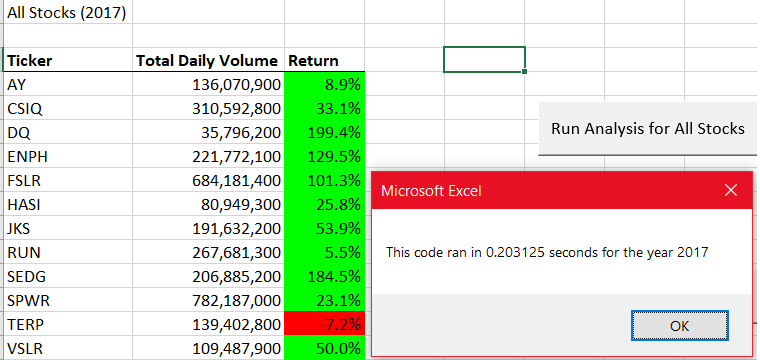 All Stocks (2017)
Ticker Total Daily Volume Return
AY 136,070,900 8.9%
CSIQ 310,592,800 33.1%
DQ 35,796,200 199.4%
ENPH 221,772,100 129.5%
FSLR 684,181,400 101.3%
HASI 80,949,300 25.8%
JKS 191,632,200 53.9%
RUN 267,681,300 5.5%
SEDG 206,885,200 184.5%
SPWR 782,187,000 23.1%
TERP 139,402,800 -7.2%
VSLR 109,487,900 50.0%
Run Analysis for All Stocks
Microsoft Excel
This code ran in 0.203125 seconds for the year 2017
OK